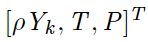 [ρY_k, T, P]^T